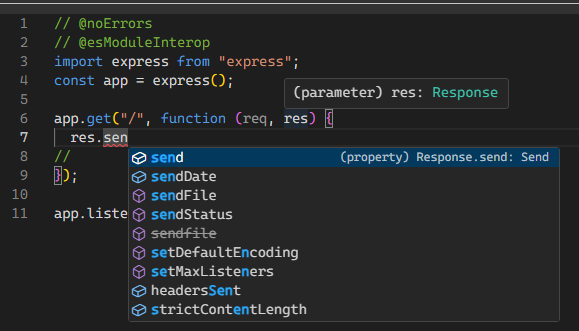 1 // @noErrors
2 // @esModuleInterop
3 import express from "express";
4 const app = express();
5
(parameter) res: Response
6 app.get("/", function (req, res) {
7 res.sen
8 //
9 });
10
11 app.liste
send (property) Response.send: Send
sendDate
sendFile
sendStatus
sendfile
setDefaultEncoding
setMaxListeners
headersSent
strictContentLength